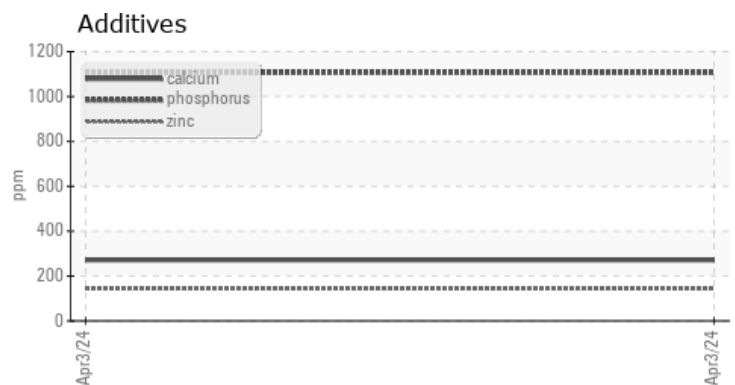 Additives
1200
1000
800
600
400
200
0
ppm
calcium
phosphorus
zinc
Apr3/24
Apr3/24